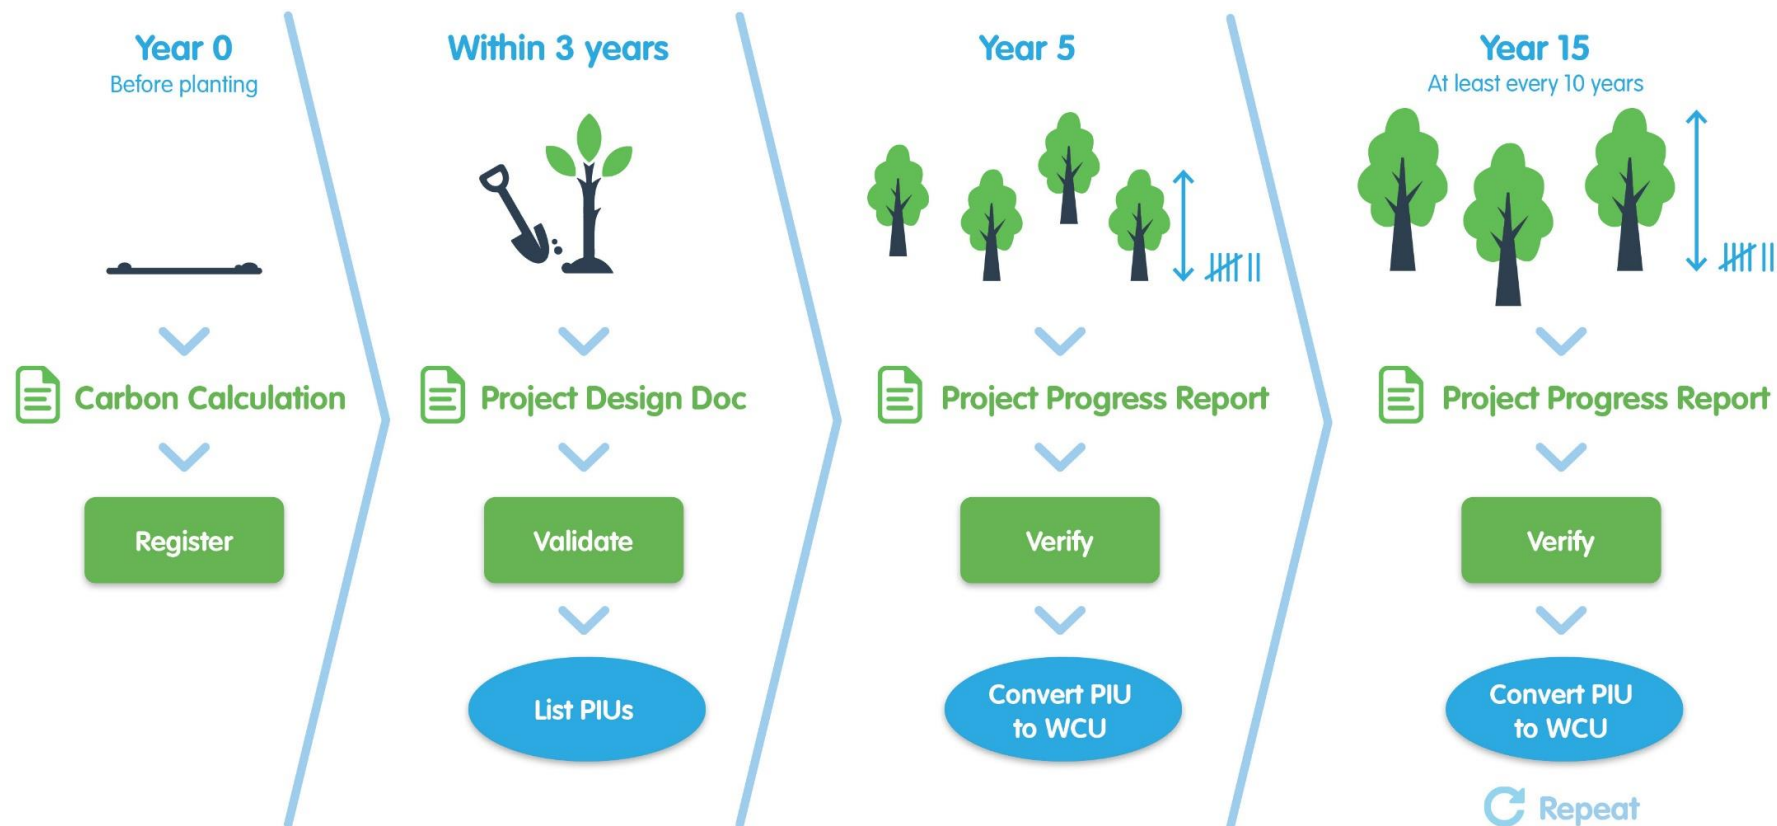 Year 0
Before planting
Carbon Calculation
Register
Within 3 years
Project Design Doc
Validate
List PIUs
Year 5
Project Progress Report
Verify
Convert PIU
to WCU
Year 15
At least every 10 years
Project Progress Report
Verify
Convert PIU
to WCU
Repeat